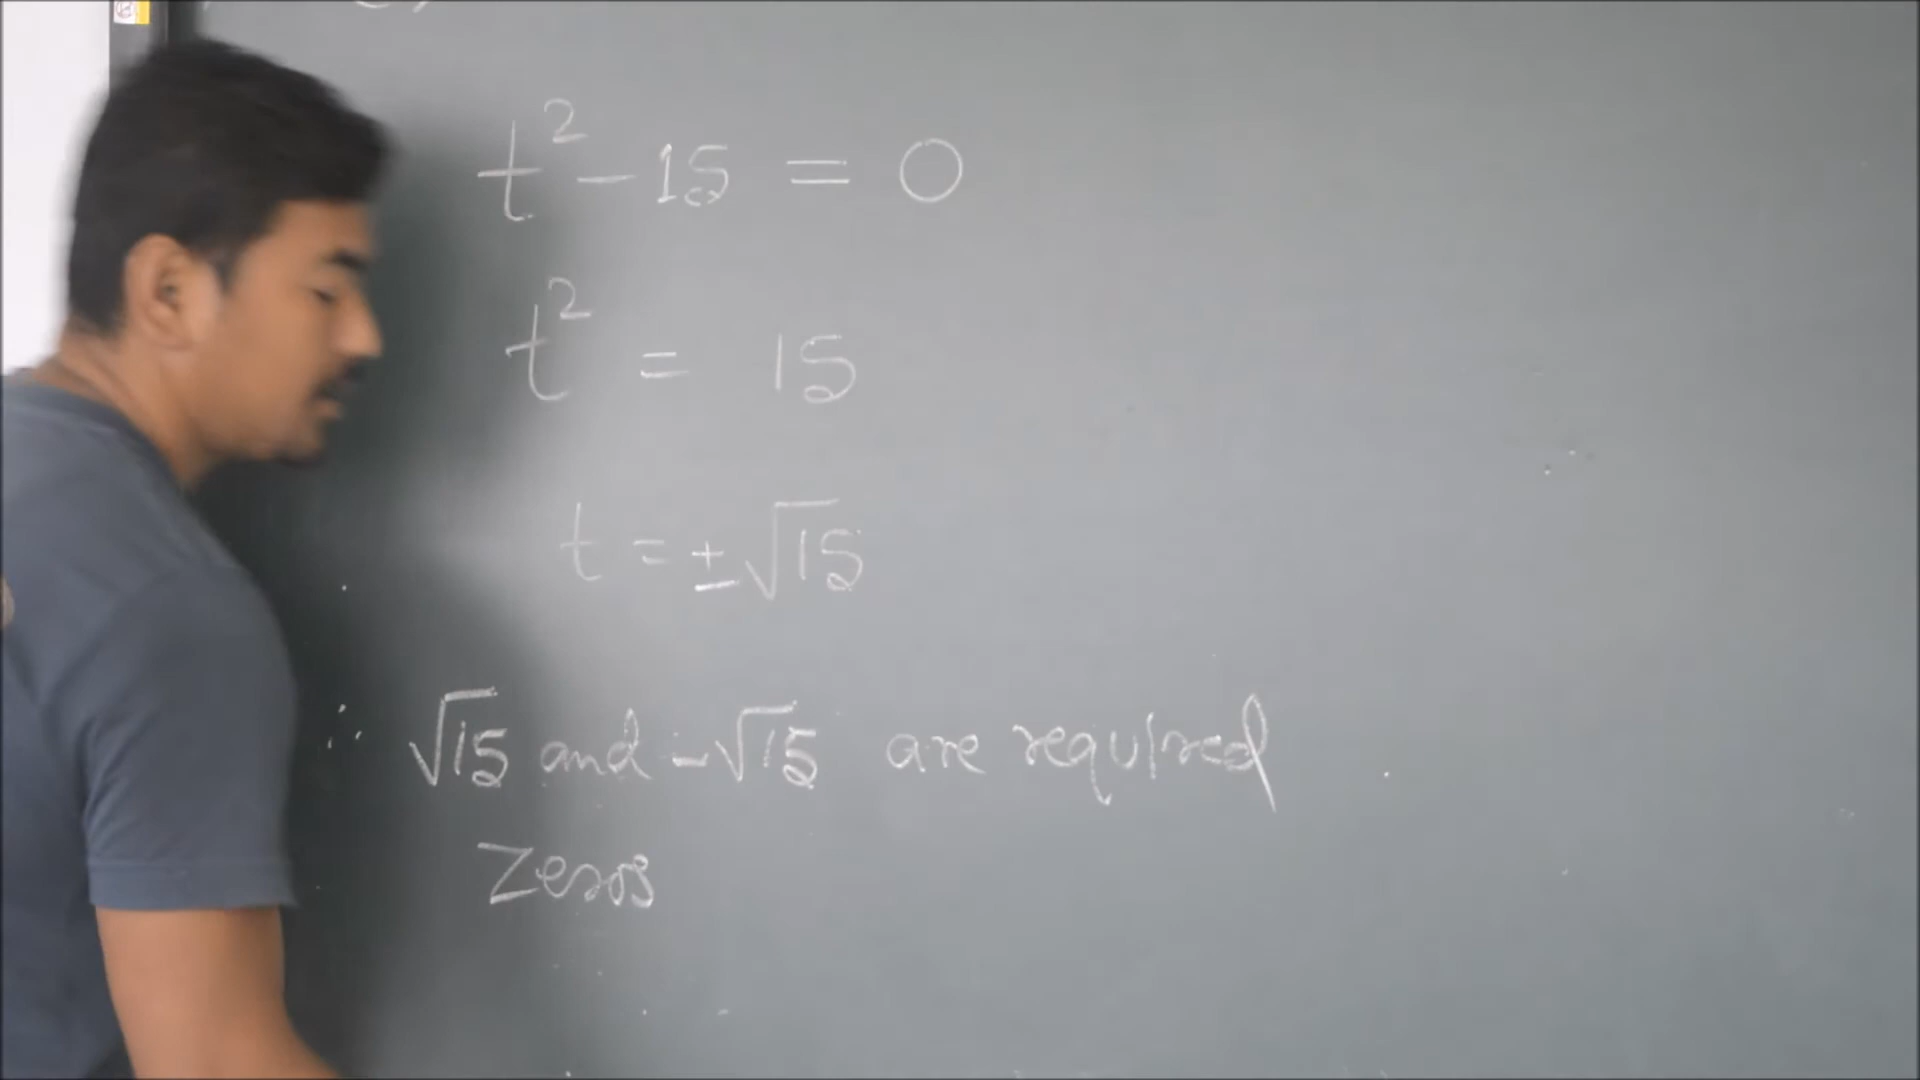 t² - 15 = 0
t² = 15
t = ±√15
∴ √15 and -√15 are required
zeros